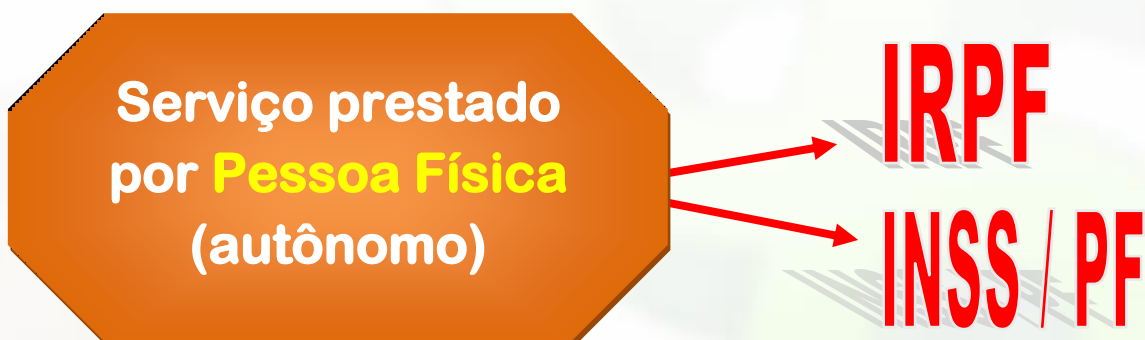 Serviço prestado
por Pessoa Física
(autônomo)
IRPF
INSS / PF